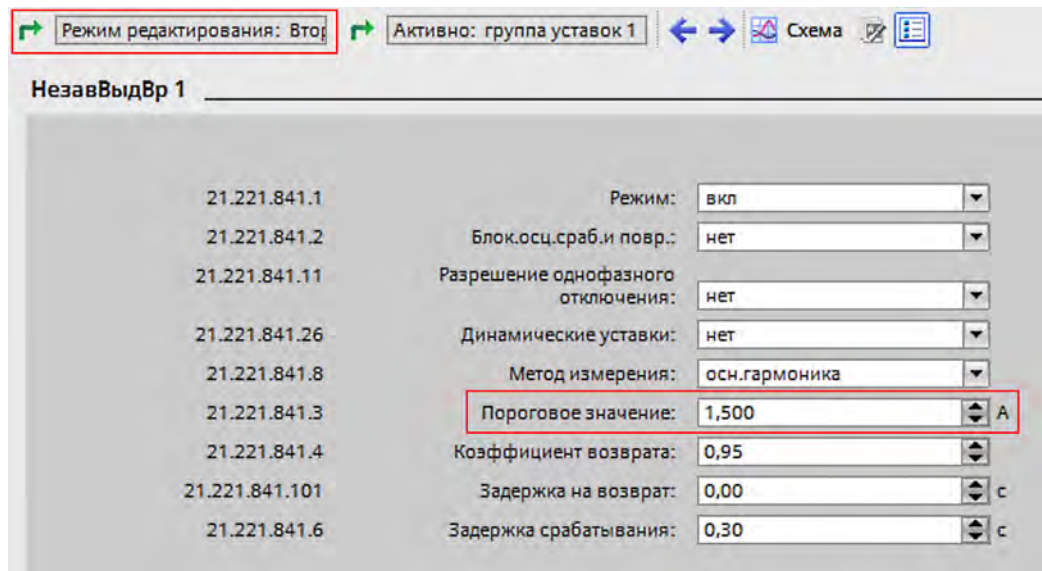 Режим редактирования: Втор
Активно: группа уставок 1
Схема
НезавВыдВр 1
21.221.841.1 Режим: вкл
21.221.841.2 Блок.осц.сраб.и повр.: нет
21.221.841.11 Разрешение однофазного
отключения: нет
21.221.841.26 Динамические уставки: нет
21.221.841.8 Метод измерения: осн.гармоника
21.221.841.3 Пороговое значение: 1,500 А
21.221.841.4 Коэффициент возврата: 0,95
21.221.841.101 Задержка на возврат: 0,00 с
21.221.841.6 Задержка срабатывания: 0,30 с